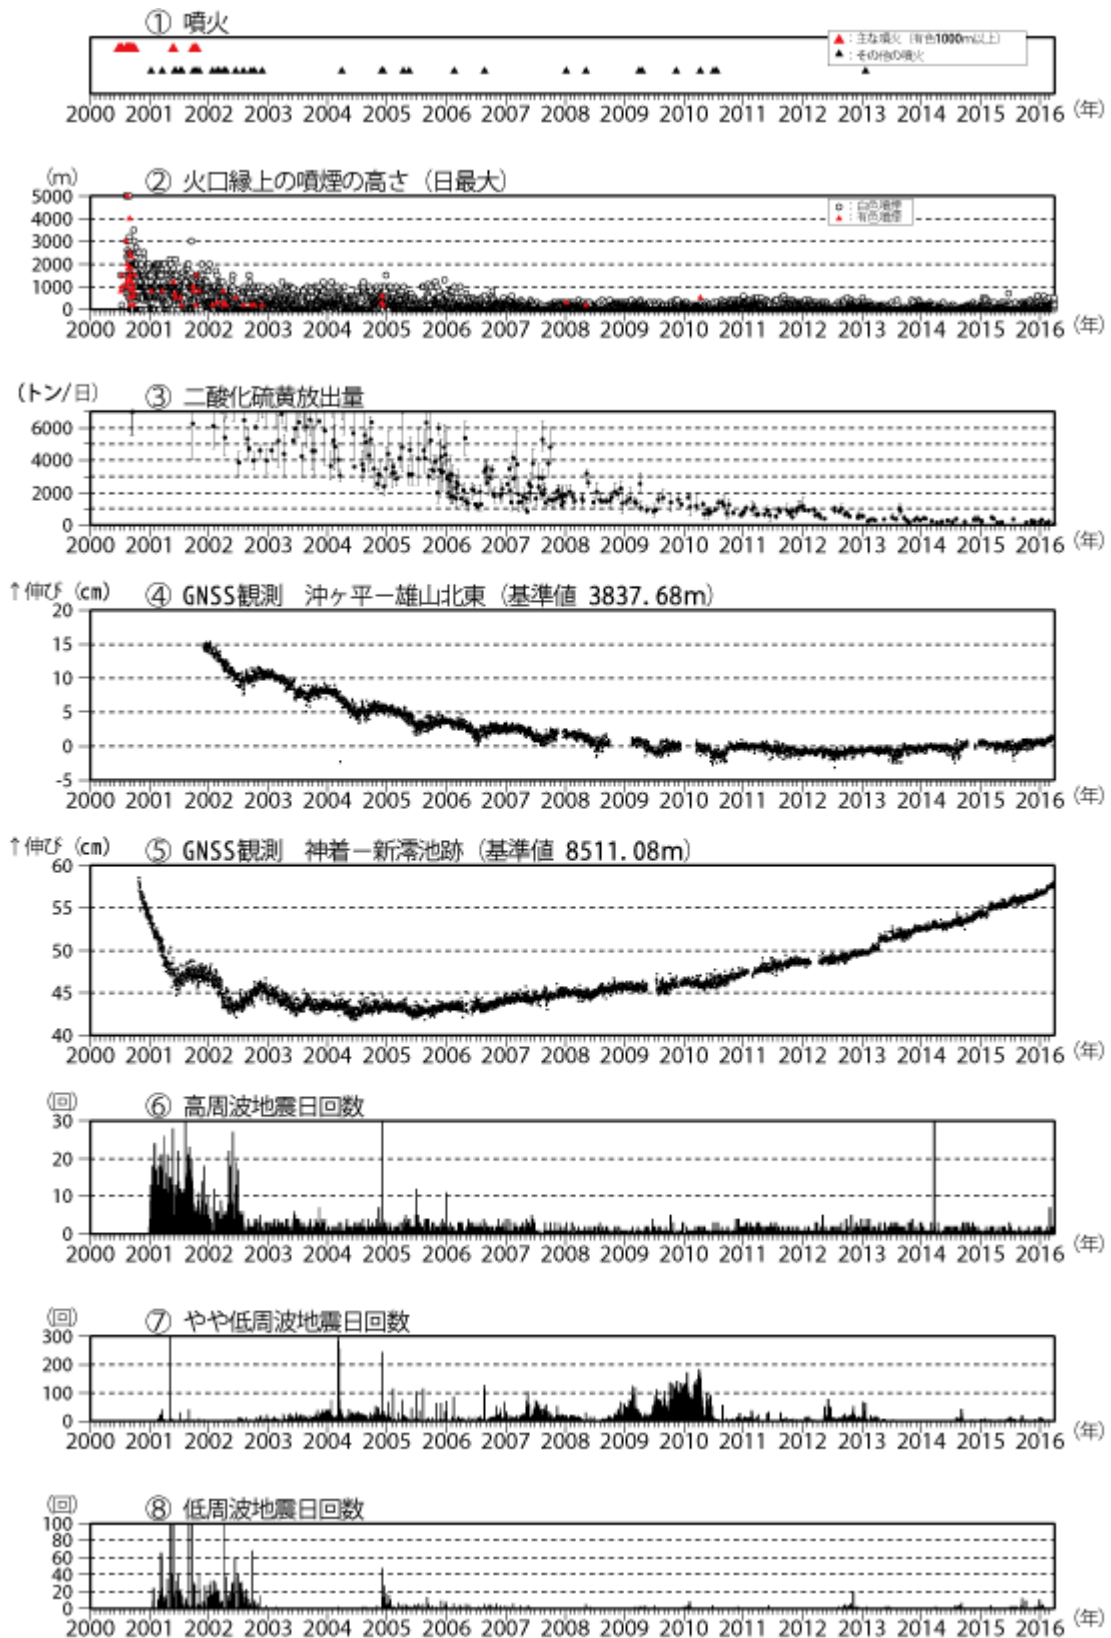 ① 噴火
▲：主な噴火（有色1000m以上）
▲：その他の噴火
2000 2001 2002 2003 2004 2005 2006 2007 2008 2009 2010 2011 2012 2013 2014 2015 2016 (年)
(m) ② 火口縁上の噴煙の高さ（日最大）
5000
4000
3000
2000
1000
0
□：白色噴煙
▲：有色噴煙
2000 2001 2002 2003 2004 2005 2006 2007 2008 2009 2010 2011 2012 2013 2014 2015 2016 (年)
(トン/日) ③ 二酸化硫黄放出量
6000
4000
2000
0
2000 2001 2002 2003 2004 2005 2006 2007 2008 2009 2010 2011 2012 2013 2014 2015 2016 (年)
↑伸び（cm） ④ GNSS観測　沖ヶ平－雄山北東（基準値 3837.68m）
20
15
10
5
0
-5
2000 2001 2002 2003 2004 2005 2006 2007 2008 2009 2010 2011 2012 2013 2014 2015 2016 (年)
↑伸び（cm） ⑤ GNSS観測　神着－新澪池跡（基準値 8511.08m）
60
55
50
45
40
2000 2001 2002 2003 2004 2005 2006 2007 2008 2009 2010 2011 2012 2013 2014 2015 2016 (年)
(回) ⑥ 高周波地震日回数
30
20
10
0
2000 2001 2002 2003 2004 2005 2006 2007 2008 2009 2010 2011 2012 2013 2014 2015 2016 (年)
(回) ⑦ やや低周波地震日回数
300
200
100
0
2000 2001 2002 2003 2004 2005 2006 2007 2008 2009 2010 2011 2012 2013 2014 2015 2016 (年)
(回) ⑧ 低周波地震日回数
100
80
60
40
20
0
2000 2001 2002 2003 2004 2005 2006 2007 2008 2009 2010 2011 2012 2013 2014 2015 2016 (年)